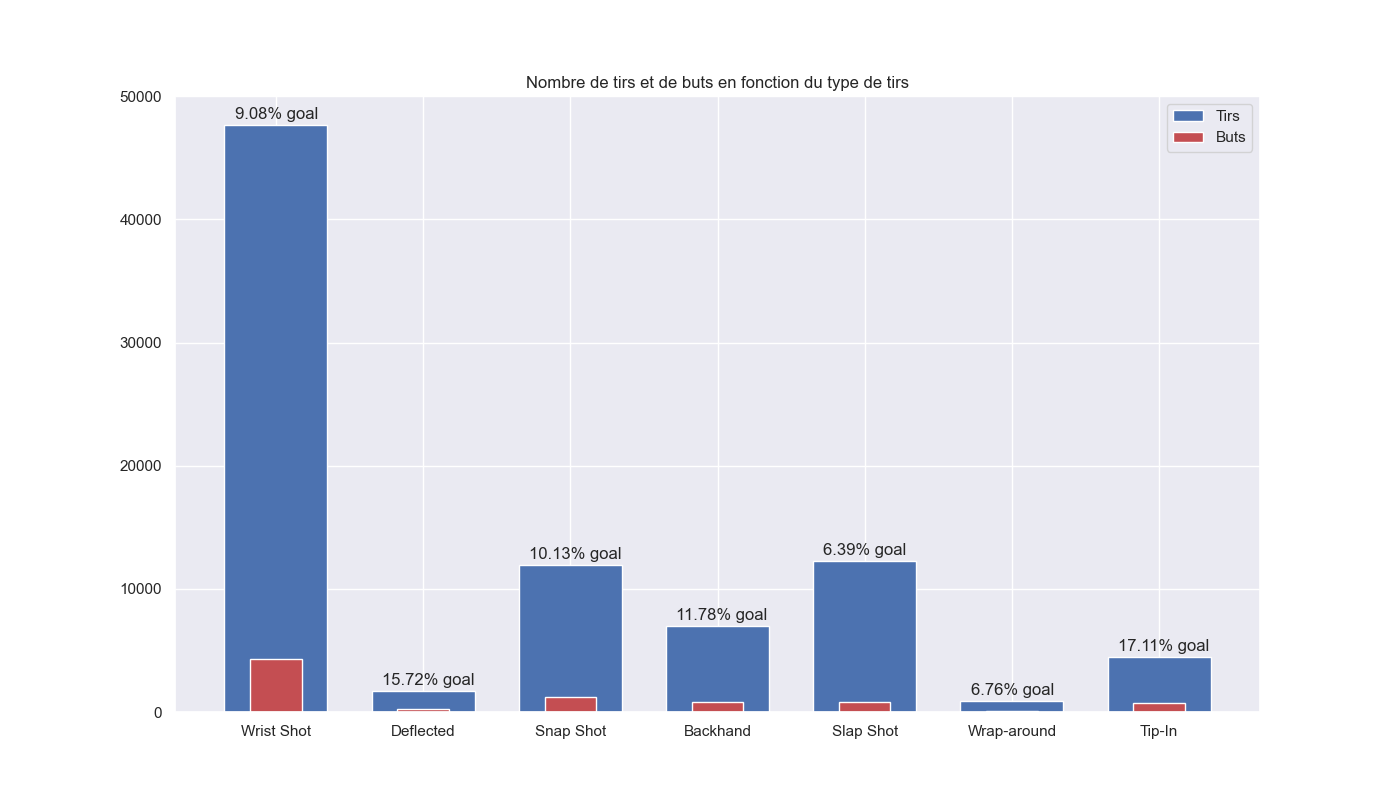 Nombre de tirs et de buts en fonction du type de tirs
50000
40000
30000
20000
10000
0
9.08% goal
15.72% goal
10.13% goal
11.78% goal
6.39% goal
6.76% goal
17.11% goal
Tirs
Buts
Wrist Shot
Deflected
Snap Shot
Backhand
Slap Shot
Wrap-around
Tip-In